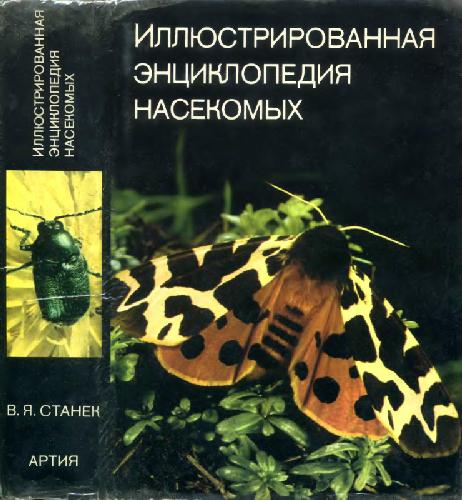 ИЛЛЮСТРИРОВАННАЯ
ЭНЦИКЛОПЕДИЯ
НАСЕКОМЫХ
ИЛЛЮСТРИРОВАННАЯ
ЭНЦИКЛОПЕДИЯ
НАСЕКОМЫХ
В. Я. СТАНЕК
АРТИЯ